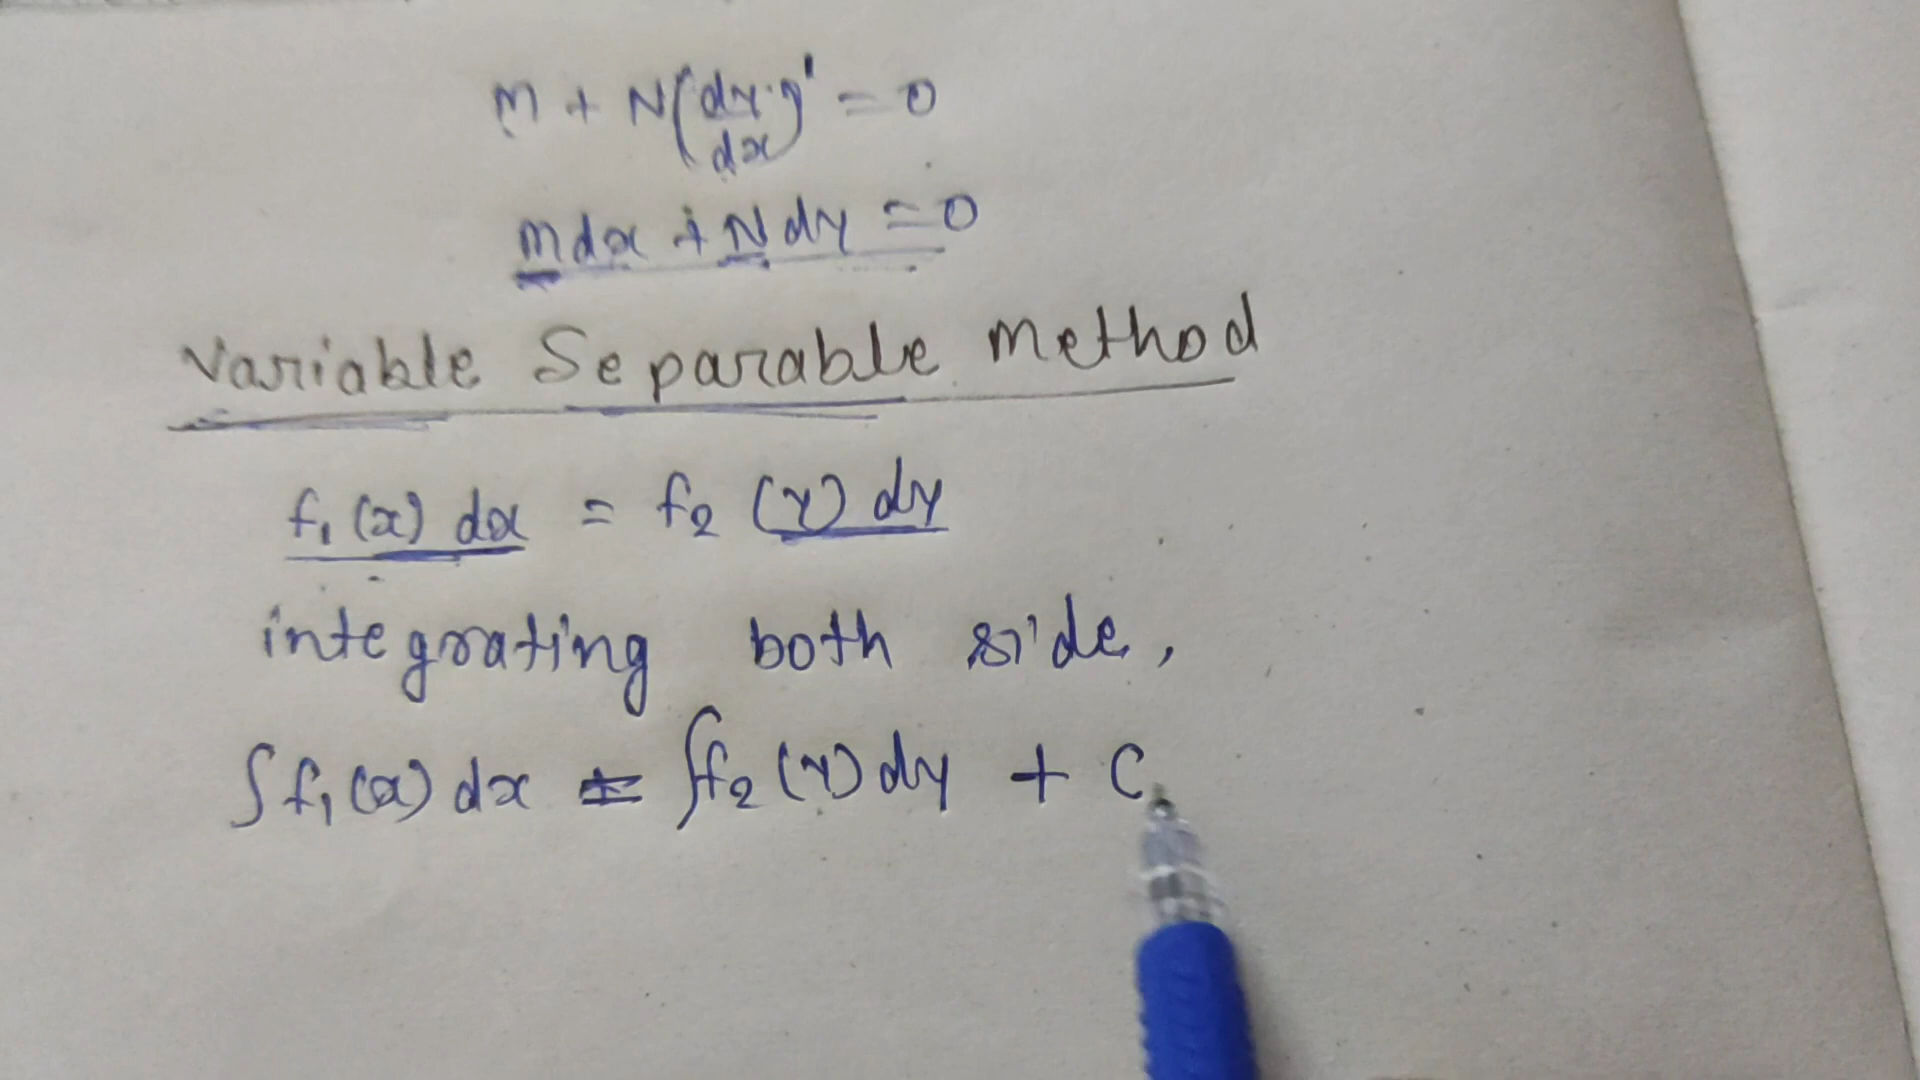 M + N(dy/dx)' = 0
Mdx + Ndy = 0
Variable Separable Method
f₁(x) dx = f₂ (y) dy
integrating both side,
∫f₁(x) dx = ∫f₂(y) dy + C